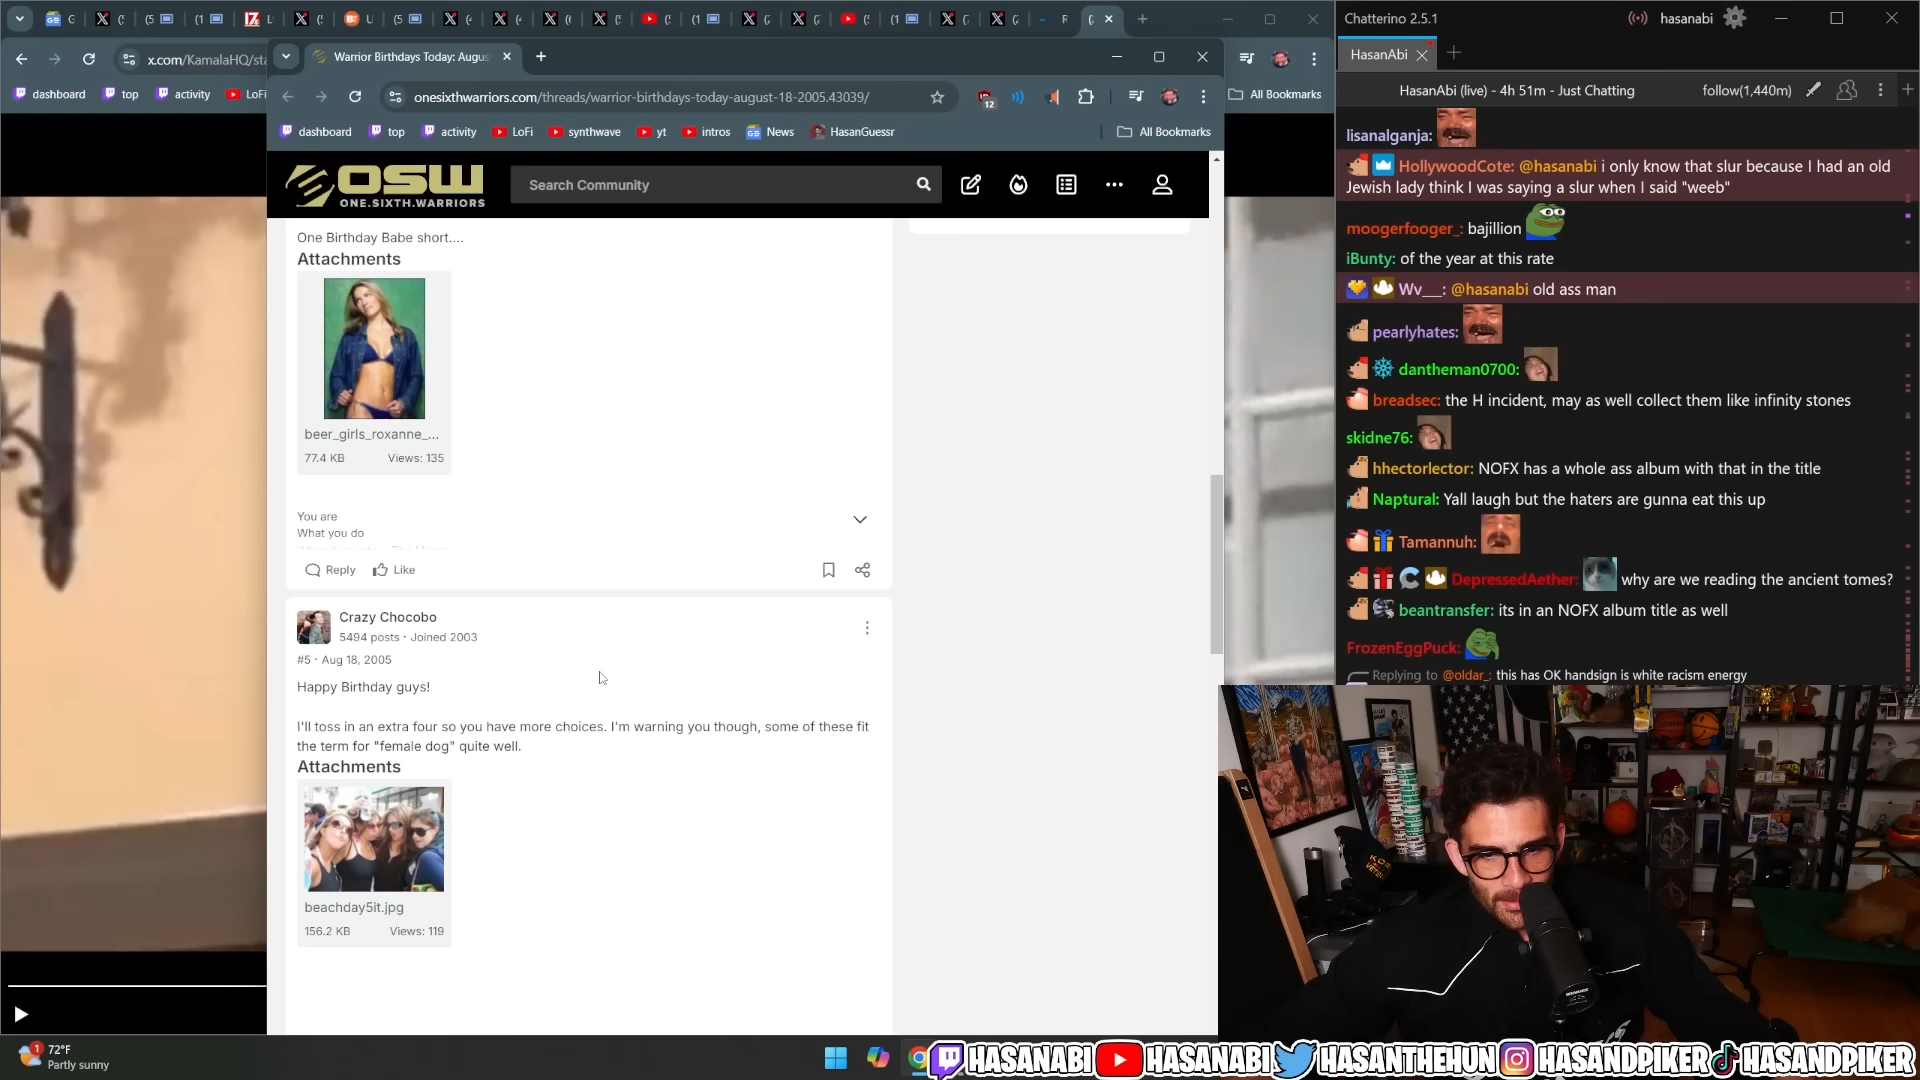 x.com/KamalaHQ/sta
dashboard
top
activity
LoFi
Warrior Birthdays Today: Augus
onesixthwarriors.com/threads/warrior-birthdays-today-august-18-2005.43039/
12
All Bookmarks
dashboard
top
activity
LoFi
synthwave
yt
intros
News
HasanGuessr
All Bookmarks
OSW
ONE.SIXTH.WARRIORS
Search Community
One Birthday Babe short....
Attachments
beer_girls_roxanne_...
77.4 KB
Views: 135
You are
What you do
Reply
Like
Crazy Chocobo
5494 posts · Joined 2003
#5 · Aug 18, 2005
Happy Birthday guys!
I'll toss in an extra four so you have more choices. I'm warning you though, some of these fit
the term for "female dog" quite well.
Attachments
beachday5it.jpg
156.2 KB
Views: 119
1
72°F
Partly sunny
Chatterino 2.5.1
hasanabi
HasanAbi
HasanAbi (live) - 4h 51m - Just Chatting
follow(1,440m)
lisanalganja:
HollywoodCote: @hasanabi i only know that slur because I had an old
Jewish lady think I was saying a slur when I said "weeb"
moogerfooger_: bajillion
iBunty: of the year at this rate
Wv___: @hasanabi old ass man
pearlyhates:
dantheman0700:
breadsec: the H incident, may as well collect them like infinity stones
skidne76:
hhectorlector: NOFX has a whole ass album with that in the title
Naptural: Yall laugh but the haters are gunna eat this up
Tamannuh:
DepressedAether: why are we reading the ancient tomes?
beantransfer: its in an NOFX album title as well
FrozenEggPuck:
Replying to @oldar_: this has OK handsign is white racism energy
HASANABI
HASANABI
HASANTHEHUN
HASANDPIKER
HASANDPIKER